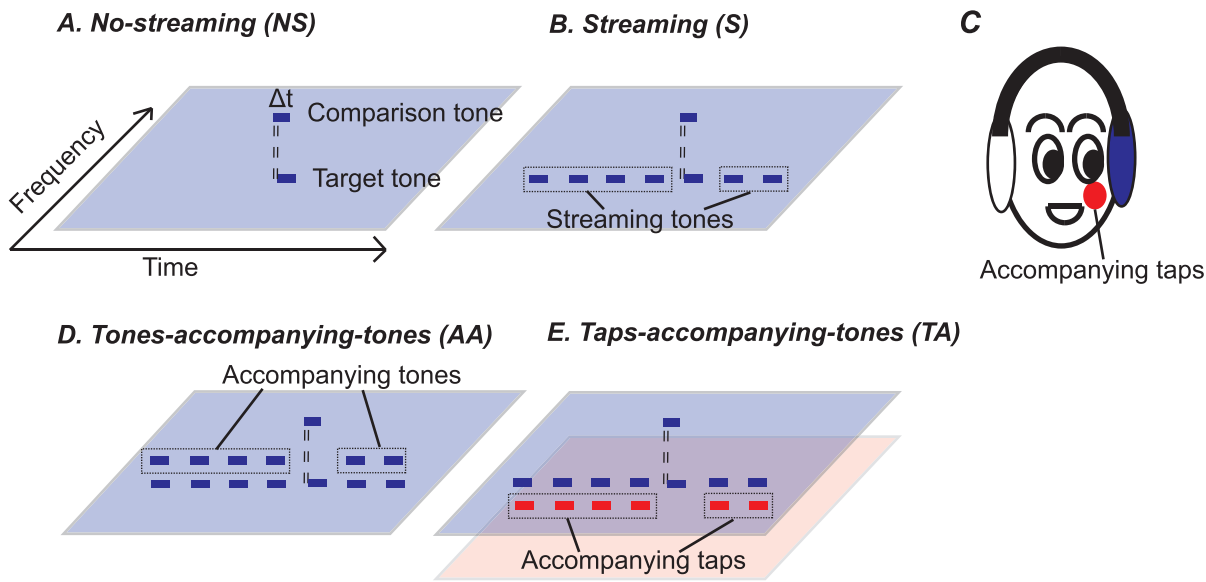 A. No-streaming (NS)
B. Streaming (S)
C
Δt
Comparison tone
Target tone
Frequency
Time
Streaming tones
Accompanying taps
D. Tones-accompanying-tones (AA)
E. Taps-accompanying-tones (TA)
Accompanying tones
Accompanying taps